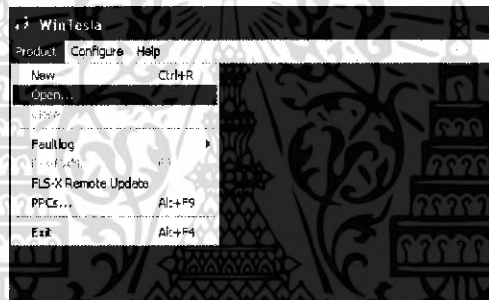 WinTesla
Product Configure Help
New Ctrl+R
Open...
Faultlog
FLS-X Remote Update
PPCs... Alt+F9
Exit Alt+F4